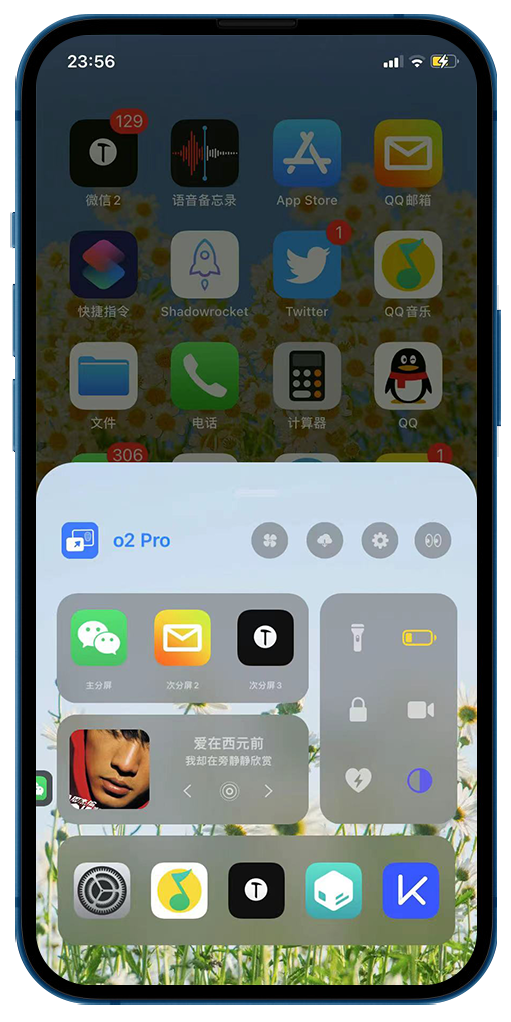 23:56
129
微信2
语音备忘录
App Store
QQ邮箱
快捷指令
Shadowrocket
1
Twitter
QQ音乐
文件
电话
计算器
QQ
306
1
o2 Pro
主分屏
次分屏2
次分屏3
爱在西元前
我却在旁静静欣赏